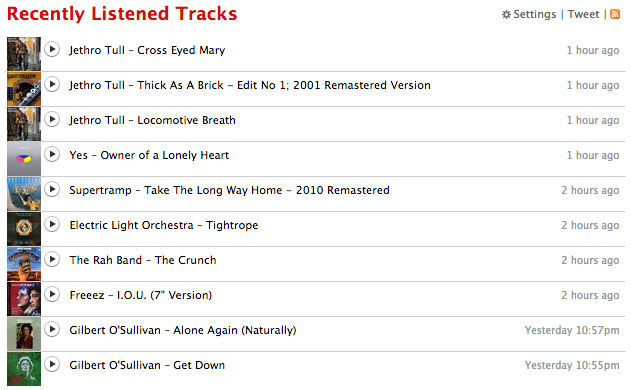 Recently Listened Tracks
Settings | Tweet |
Jethro Tull – Cross Eyed Mary 1 hour ago
Jethro Tull – Thick As A Brick – Edit No 1; 2001 Remastered Version 1 hour ago
Jethro Tull – Locomotive Breath 1 hour ago
Yes – Owner of a Lonely Heart 1 hour ago
Supertramp – Take The Long Way Home – 2010 Remastered 2 hours ago
Electric Light Orchestra – Tightrope 2 hours ago
The Rah Band – The Crunch 2 hours ago
Freeez – I.O.U. (7" Version) 2 hours ago
Gilbert O'Sullivan – Alone Again (Naturally) Yesterday 10:57pm
Gilbert O'Sullivan – Get Down Yesterday 10:55pm